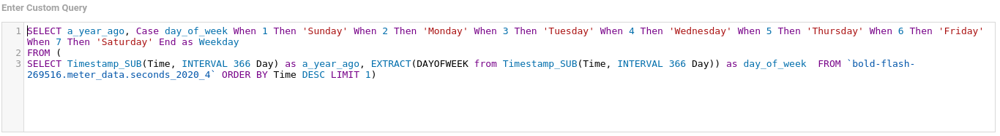 Enter Custom Query
1 SELECT a_year_ago, Case day_of_week When 1 Then 'Sunday' When 2 Then 'Monday' When 3 Then 'Tuesday' When 4 Then 'Wednesday' When 5 Then 'Thursday' When 6 Then 'Friday'
When 7 Then 'Saturday' End as Weekday
2 FROM (
3 SELECT Timestamp_SUB(Time, INTERVAL 366 Day) as a_year_ago, EXTRACT(DAYOFWEEK from Timestamp_SUB(Time, INTERVAL 366 Day)) as day_of_week  FROM `bold-flash-
269516.meter_data.seconds_2020_4` ORDER BY Time DESC LIMIT 1)